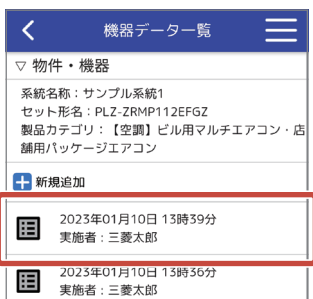 機器データ一覧
▽ 物件・機器
系統名称：サンプル系統1
セット形名：PLZ-ZRMP112EFGZ
製品カテゴリ：【空調】ビル用マルチエアコン・店
舗用パッケージエアコン
新規追加
2023年01月10日 13時39分
実施者：三菱太郎
2023年01月10日 13時36分
実施者：三菱太郎